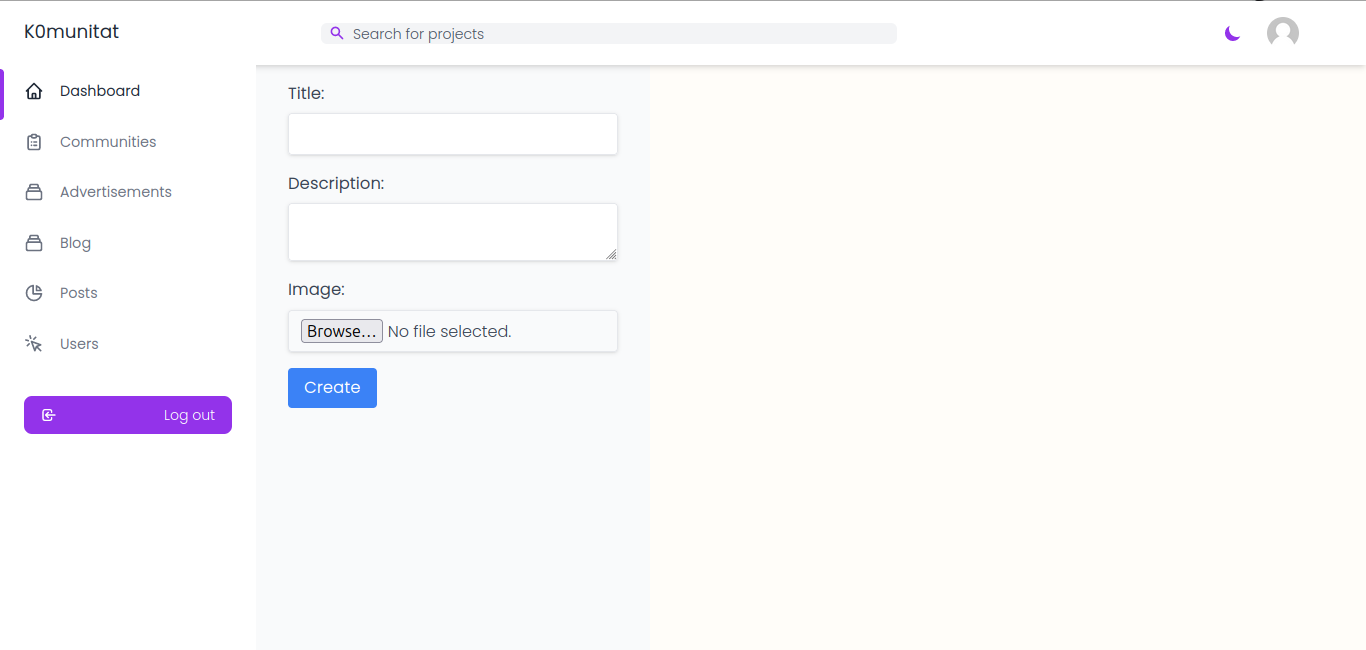 K0munitat
Search for projects
Dashboard
Communities
Advertisements
Blog
Posts
Users
Log out
Title:
Description:
Image:
Browse... No file selected.
Create